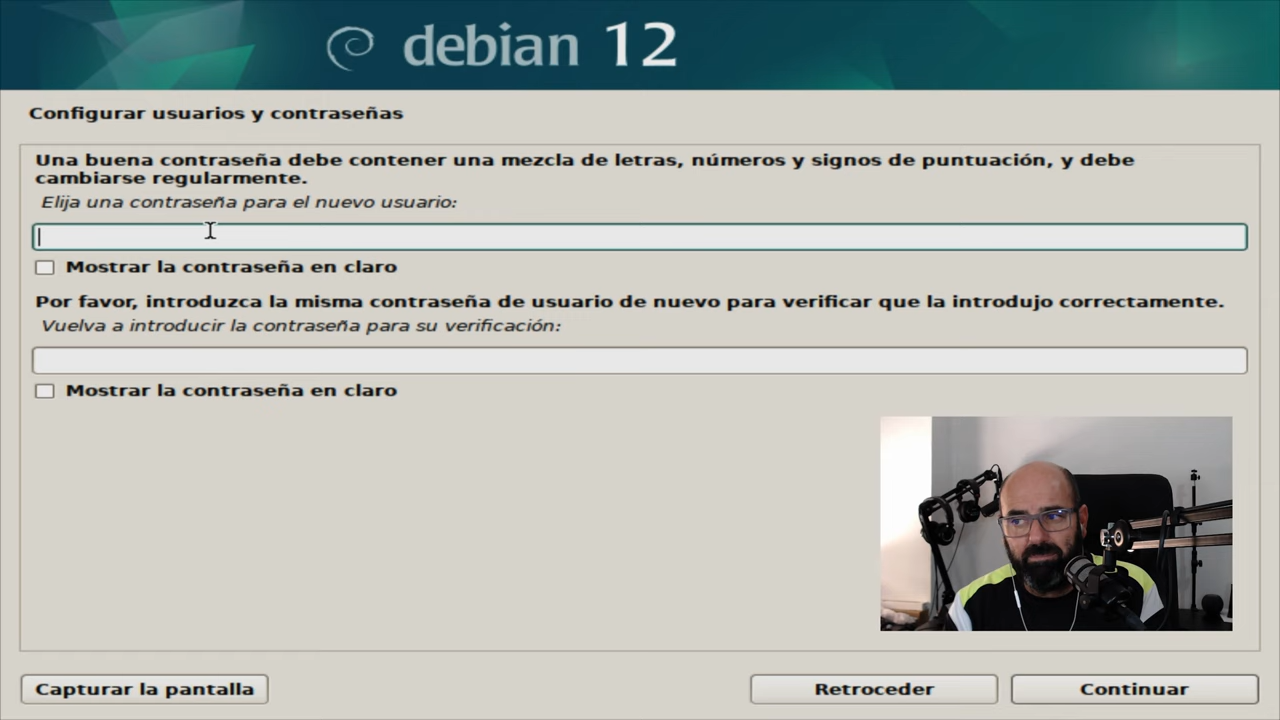 debian 12
Configurar usuarios y contraseñas
Una buena contraseña debe contener una mezcla de letras, números y signos de puntuación, y debe
cambiarse regularmente.
Elija una contraseña para el nuevo usuario:
Mostrar la contraseña en claro
Por favor, introduzca la misma contraseña de usuario de nuevo para verificar que la introdujo correctamente.
Vuelva a introducir la contraseña para su verificación:
Mostrar la contraseña en claro
Capturar la pantalla
Retroceder
Continuar